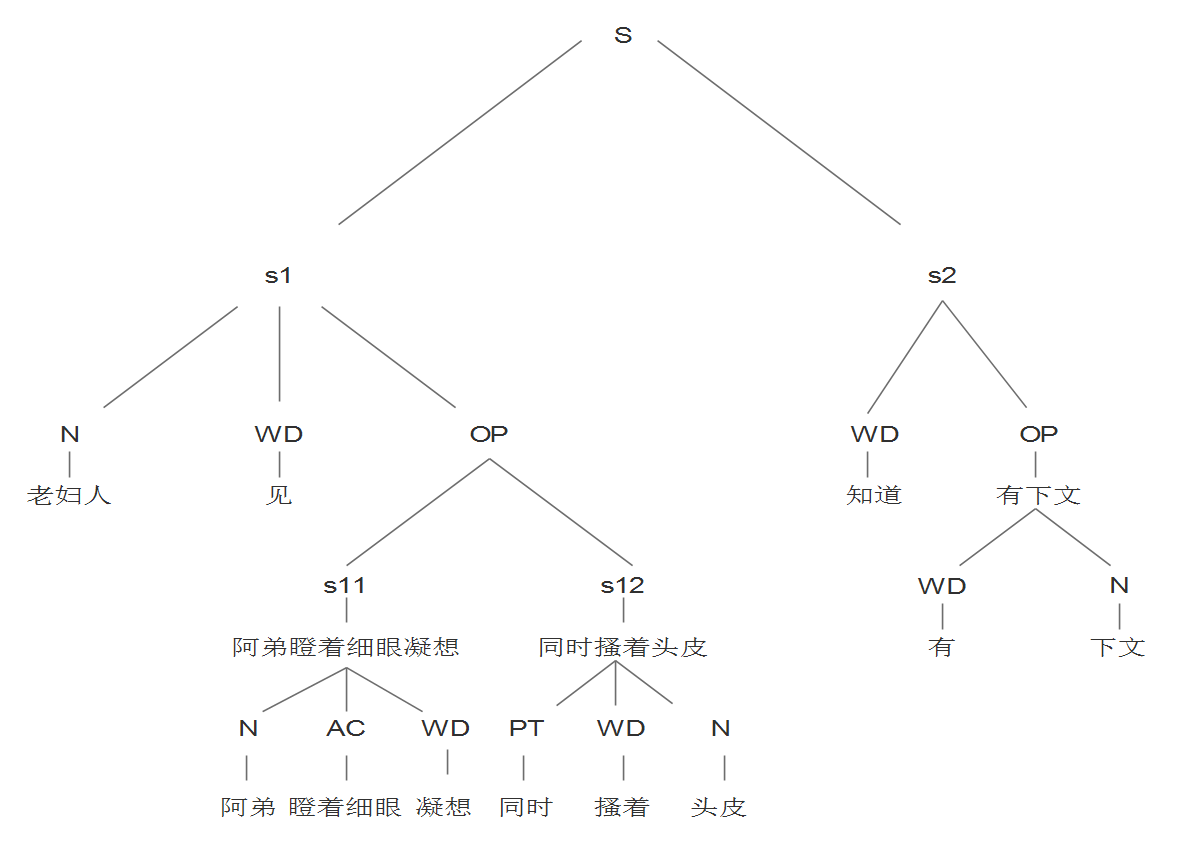 S
s1 s2
N WD OP WD OP
老妇人 见 知道 有下文
s11 s12 WD N
阿弟瞪着细眼凝想 同时搔着头皮 有 下文
N AC WD PT WD N
阿弟 瞪着细眼 凝想 同时 搔着 头皮